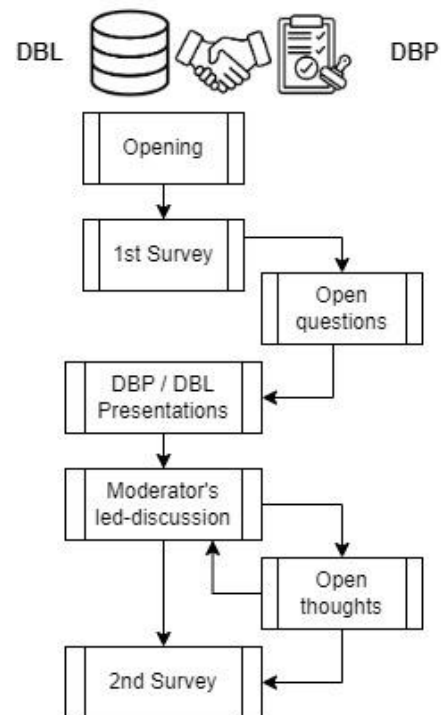 DBL
DBP
Opening
1st Survey
Open
questions
DBP / DBL
Presentations
Moderator's
led-discussion
Open
thoughts
2nd Survey